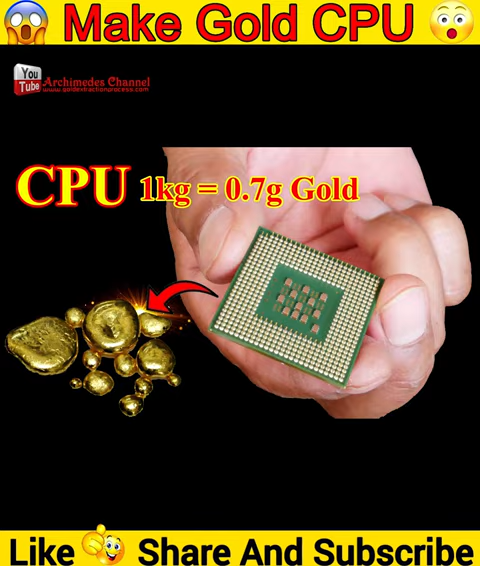 Make Gold CPU
You
Tube
Archimedes Channel
www.goldextractionprocess.com
CPU 1kg = 0.7g Gold
Like Share And Subscribe